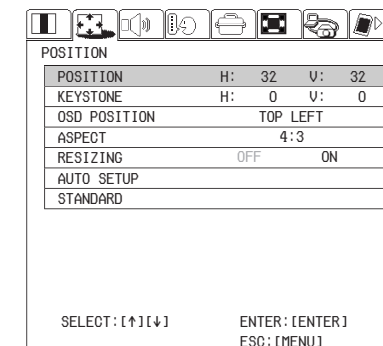 POSITION
POSITION H: 32 V: 32
KEYSTONE H: 0 V: 0
OSD POSITION TOP LEFT
ASPECT 4:3
RESIZING OFF ON
AUTO SETUP
STANDARD
SELECT:[↑][↓] ENTER:[ENTER]
ESC:[MENU]